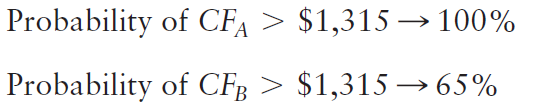 Probability of CF_A > $1,315 → 100%
Probability of CF_B > $1,315 → 65%